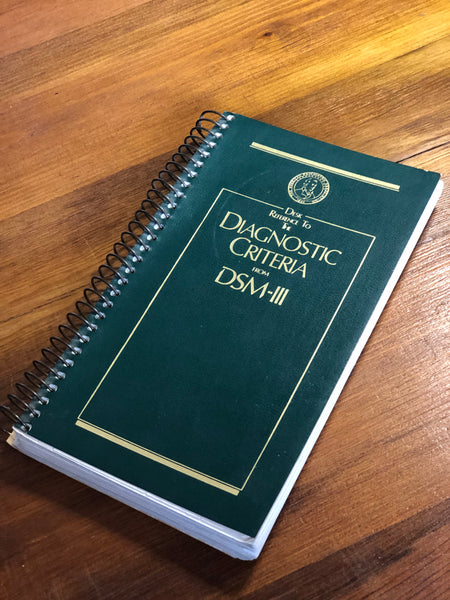 Desk
Reference To
The
Diagnostic
Criteria
from
DSM-III